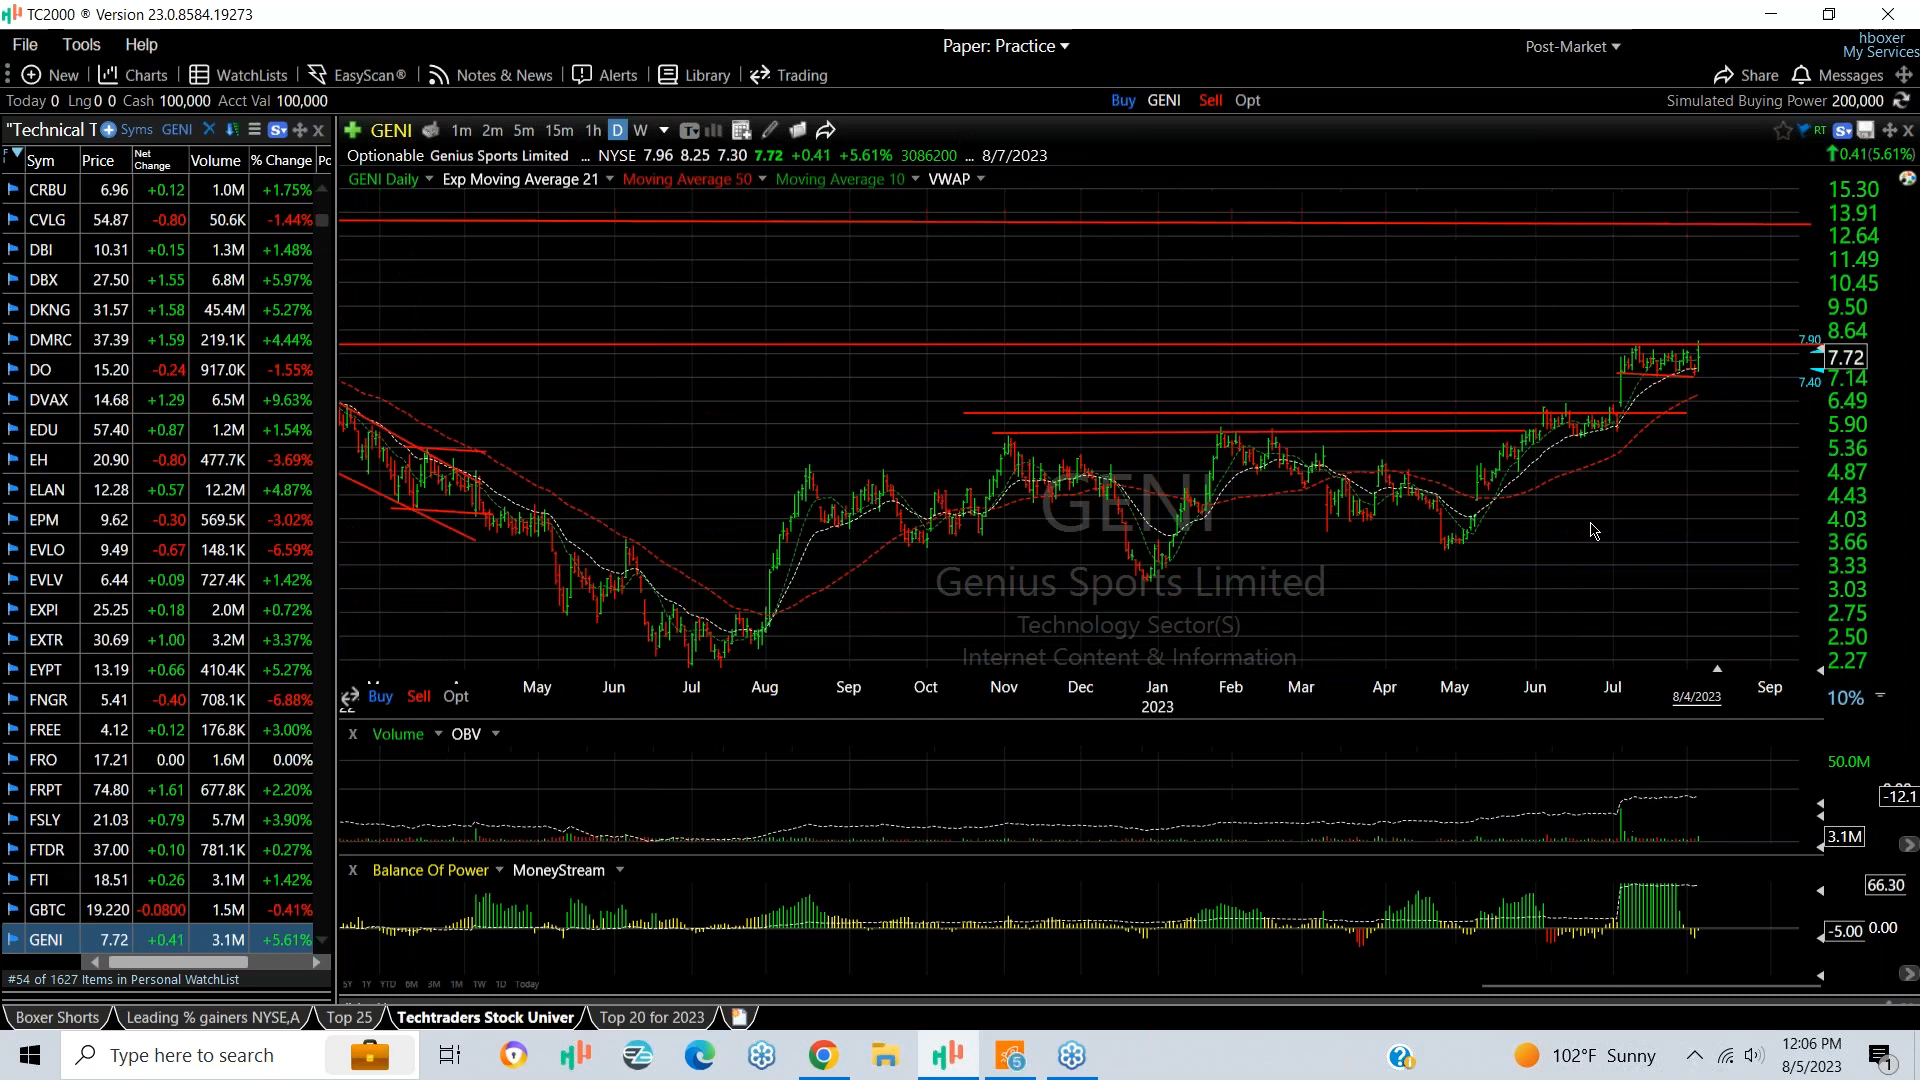 TC2000 ® Version 23.0.8584.19273
File Tools Help
Paper: Practice
Post-Market
hboxer
My Services
New Charts WatchLists EasyScan® Notes & News Alerts Library Trading
Share Messages
Today 0 Lng 0 0 Cash 100,000 Acct Val 100,000
Buy GENI Sell Opt
Simulated Buying Power 200,000
"Technical T Syms GENI
GENI 1m 2m 5m 15m 1h D W
RT
Sym Price Net Change Volume % Change Pc
Optionable Genius Sports Limited ... NYSE 7.96 8.25 7.30 7.72 +0.41 +5.61% 3086200 ... 8/7/2023
0.41(5.61%)
GENI Daily Exp Moving Average 21 Moving Average 50 Moving Average 10 VWAP
CRBU 6.96 +0.12 1.0M +1.75%
CVLG 54.87 -0.80 50.6K -1.44%
DBI 10.31 +0.15 1.3M +1.48%
DBX 27.50 +1.55 6.8M +5.97%
DKNG 31.57 +1.58 45.4M +5.27%
DMRC 37.39 +1.59 219.1K +4.44%
DO 15.20 -0.24 917.0K -1.55%
DVAX 14.68 +1.29 6.5M +9.63%
EDU 57.40 +0.87 1.2M +1.54%
EH 20.90 -0.80 477.7K -3.69%
ELAN 12.28 +0.57 12.2M +4.87%
EPM 9.62 -0.30 569.5K -3.02%
EVLO 9.49 -0.67 148.1K -6.59%
EVLV 6.44 +0.09 727.4K +1.42%
EXPI 25.25 +0.18 2.0M +0.72%
EXTR 30.69 +1.00 3.2M +3.37%
EYPT 13.19 +0.66 410.4K +5.27%
FNGR 5.41 -0.40 708.1K -6.88%
FREE 4.12 +0.12 176.8K +3.00%
FRO 17.21 0.00 1.6M 0.00%
FRPT 74.80 +1.61 677.8K +2.20%
FSLY 21.03 +0.79 5.7M +3.90%
FTDR 37.00 +0.10 781.1K +0.27%
FTI 18.51 +0.26 3.1M +1.42%
GBTC 19.220 -0.0800 1.5M -0.41%
GENI 7.72 +0.41 3.1M +5.61%
#54 of 1627 Items in Personal WatchList
15.30
13.91
12.64
11.49
10.45
9.50
8.64
7.90
7.72
7.40
7.14
6.49
5.90
5.36
4.87
4.43
4.03
3.66
3.33
3.03
2.75
2.50
2.27
GENI
Genius Sports Limited
Technology Sector(S)
Internet Content & Information
May Jun Jul Aug Sep Oct Nov Dec Jan Feb Mar Apr May Jun Jul 8/4/2023 Sep
Buy Sell Opt
22 2023
10%
X Volume OBV
50.0M
-12.1
3.1M
X Balance Of Power MoneyStream
66.30
-5.00 0.00
5Y 1Y YTD 6M 3M 1M 1W 1D Today
Boxer Shorts Leading % gainers NYSE,A Top 25 Techtraders Stock Univer Top 20 for 2023
Type here to search
5
102°F Sunny
12:06 PM
8/5/2023
1